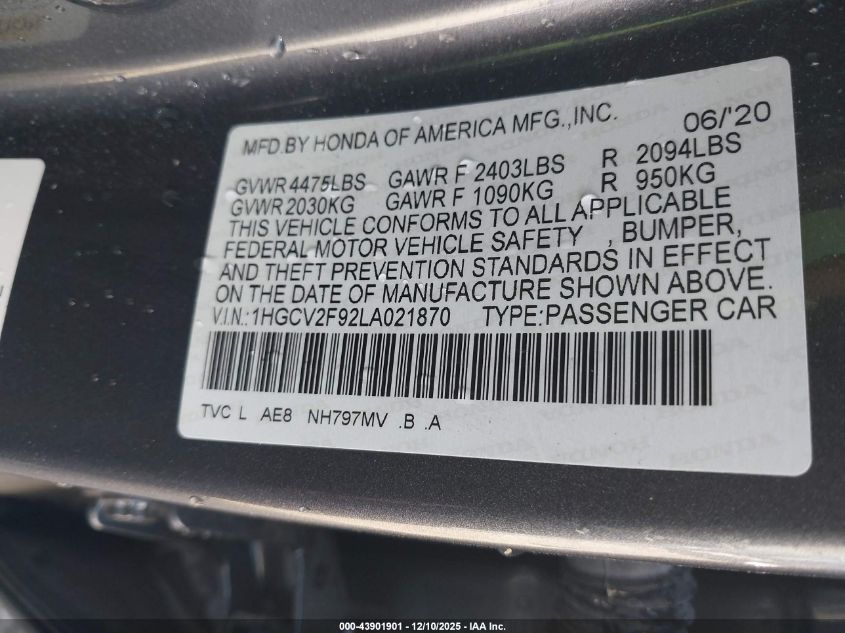 MFD.BY HONDA OF AMERICA MFG.,INC. 06/'20
GVWR 4475LBS GAWR F 2403LBS R 2094LBS
GVWR 2030KG GAWR F 1090KG R 950KG
THIS VEHICLE CONFORMS TO ALL APPLICABLE
FEDERAL MOTOR VEHICLE SAFETY , BUMPER,
AND THEFT PREVENTION STANDARDS IN EFFECT
ON THE DATE OF MANUFACTURE SHOWN ABOVE.
V.I.N.:1HGCV2F92LA021870 TYPE:PASSENGER CAR
TVC L AE8 NH797MV .B .A
000-43901901 - 12/10/2025 - IAA Inc.